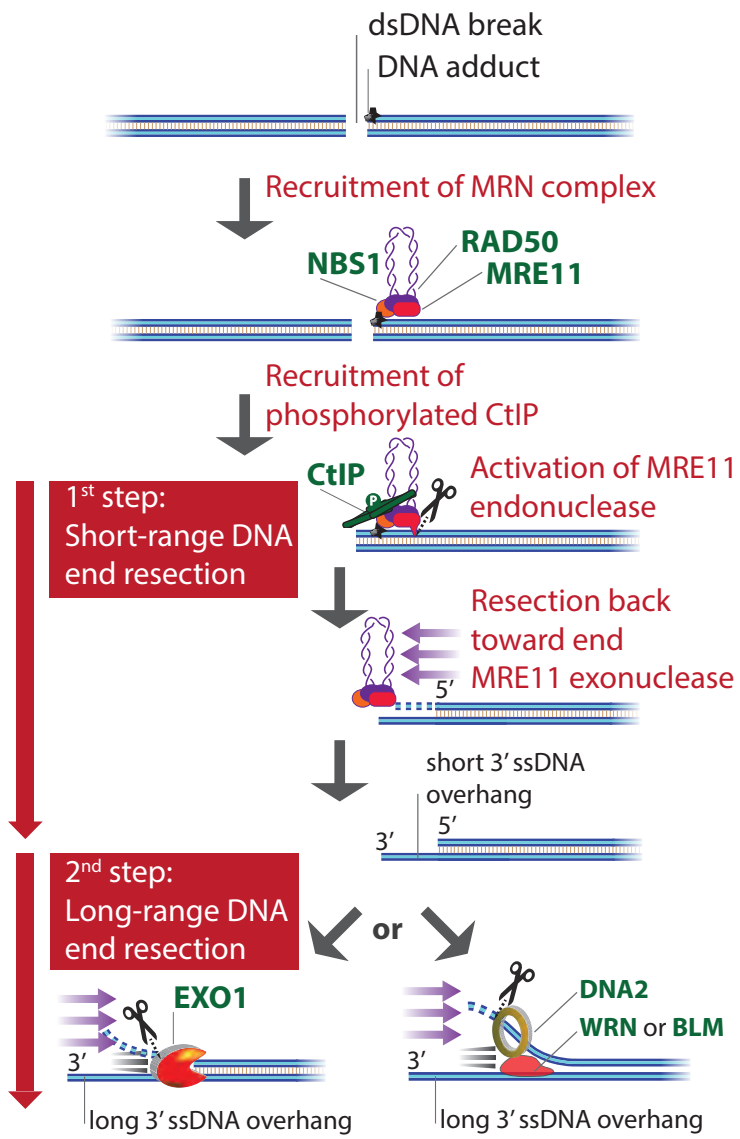 dsDNA break
DNA adduct
Recruitment of MRN complex
RAD50
NBS1
MRE11
Recruitment of
phosphorylated CtIP
CtIP
P
Activation of MRE11
endonuclease
1st step:
Short-range DNA
end resection
Resection back
toward end
MRE11 exonuclease
5’
short 3’ ssDNA
overhang
5’
3’
2nd step:
Long-range DNA
end resection
or
EXO1
DNA2
WRN or BLM
3’
3’
long 3’ ssDNA overhang
long 3’ ssDNA overhang